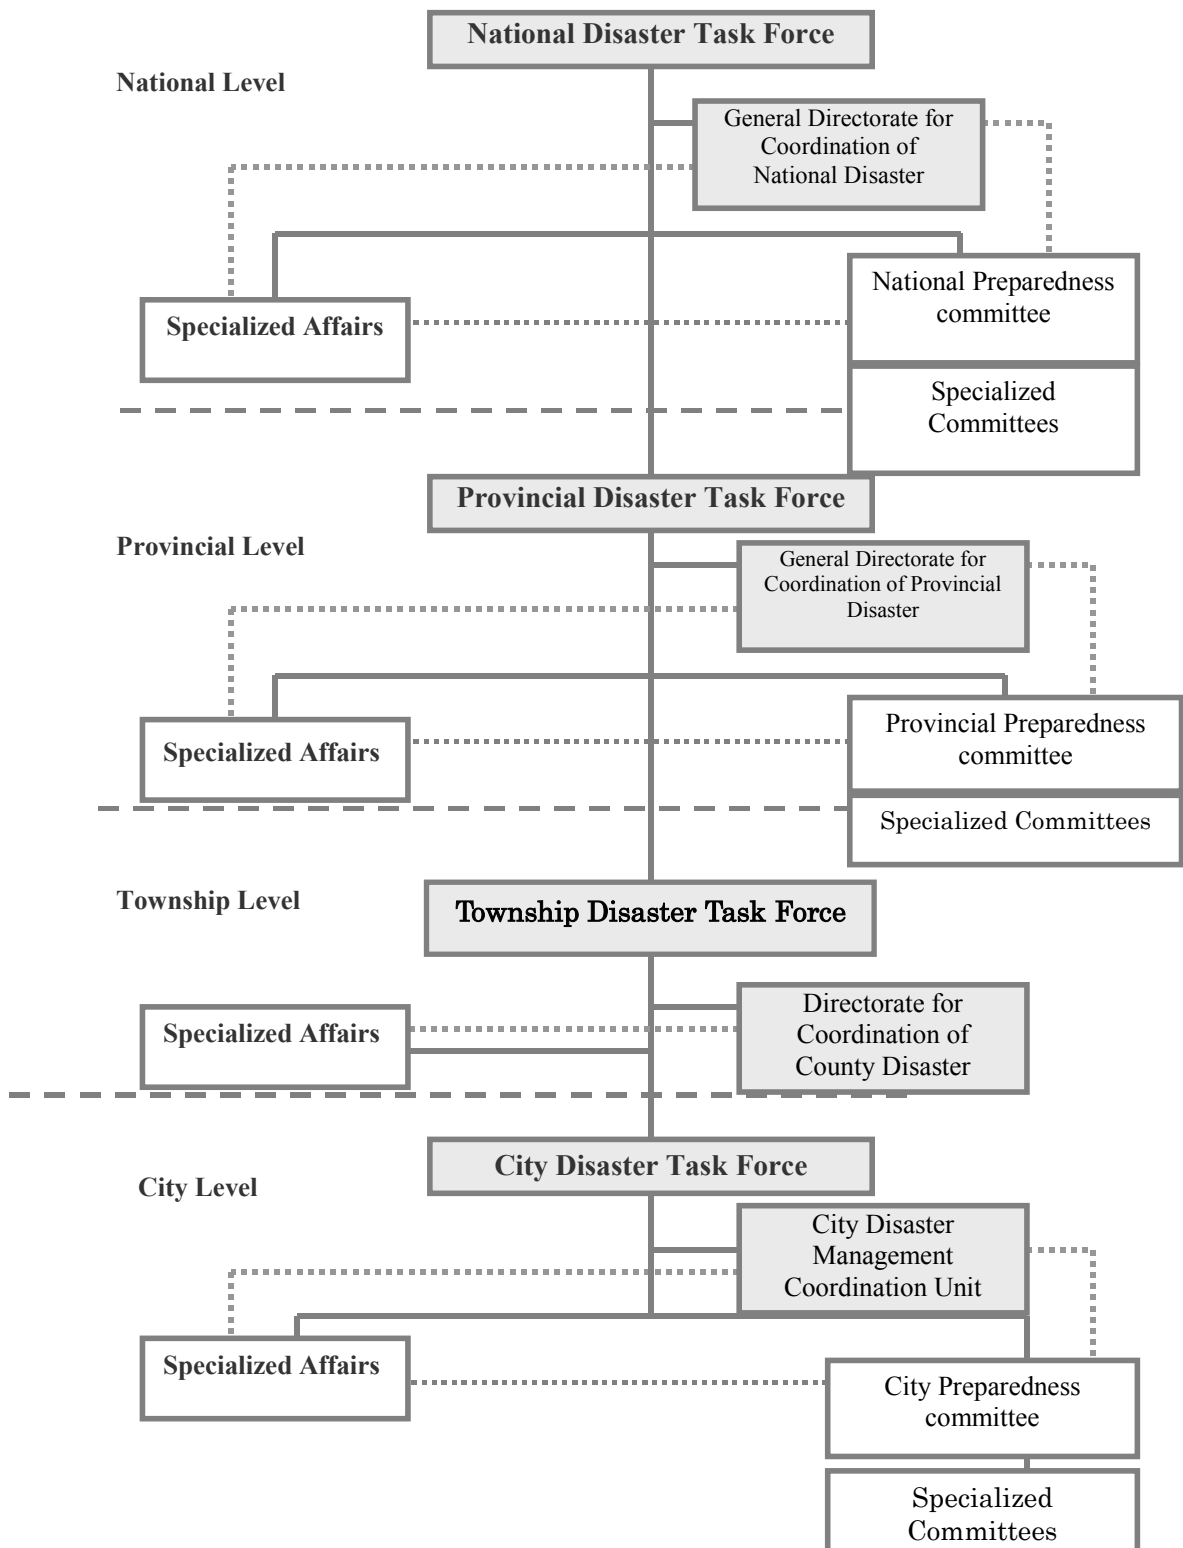 National Disaster Task Force
National Level
General Directorate for
Coordination of
National Disaster
National Preparedness
committee
Specialized Affairs
Specialized
Committees
Provincial Disaster Task Force
Provincial Level
General Directorate for
Coordination of Provincial
Disaster
Provincial Preparedness
committee
Specialized Affairs
Specialized Committees
Township Level
Township Disaster Task Force
Directorate for
Coordination of
County Disaster
Specialized Affairs
City Disaster Task Force
City Level
City Disaster
Management
Coordination Unit
Specialized Affairs
City Preparedness
committee
Specialized
Committees